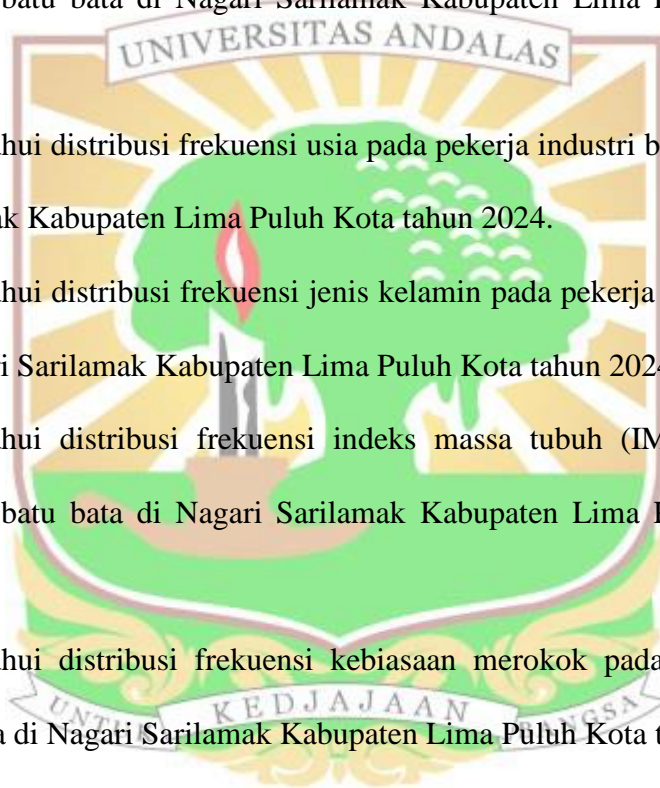 batu bata di Nagari Sarilamak Kabupaten Lima
UNIVERSITAS ANDALAS
hui distribusi frekuensi usia pada pekerja industri b
ak Kabupaten Lima Puluh Kota tahun 2024.
hui distribusi frekuensi jenis kelamin pada pekerja
i Sarilamak Kabupaten Lima Puluh Kota tahun 2024
hui distribusi frekuensi indeks massa tubuh (IM
batu bata di Nagari Sarilamak Kabupaten Lima
hui distribusi frekuensi kebiasaan merokok pada
UNTUK KEDJAJAAN BANGSA
a di Nagari Sarilamak Kabupaten Lima Puluh Kota t